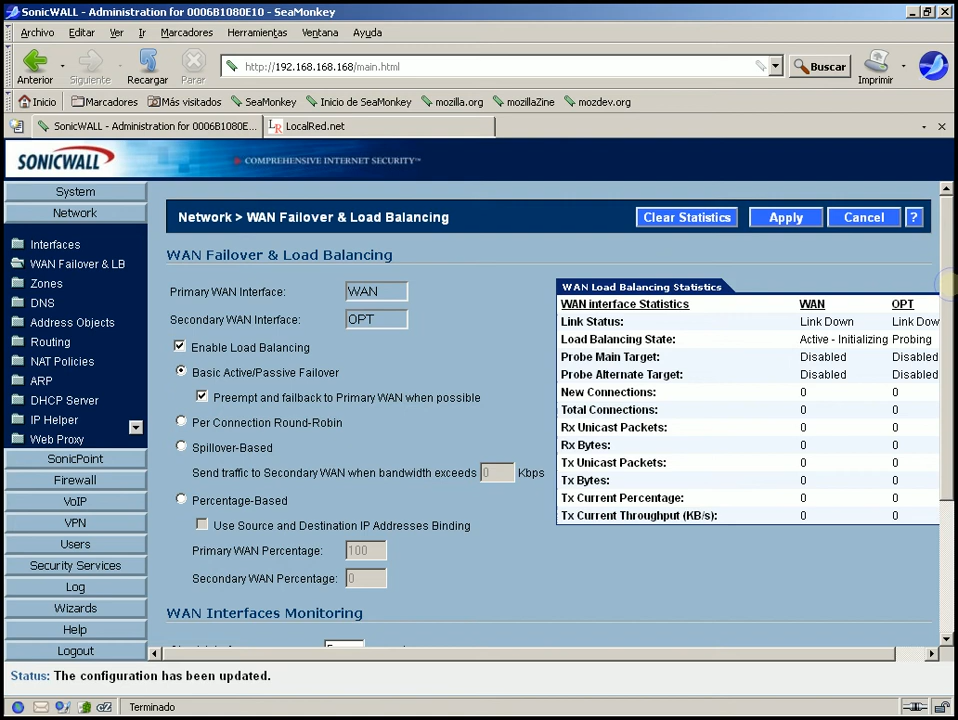 SonicWALL - Administration for 0006B1080E10 - SeaMonkey
Archivo Editar Ver Ir Marcadores Herramientas Ventana Ayuda
http://192.168.168.168/main.html Buscar
Anterior Siguiente Recargar Parar Imprimir
Inicio Marcadores Más visitados SeaMonkey Inicio de SeaMonkey mozilla.org mozillaZine mozdev.org
SonicWALL - Administration for 0006B1080E... LR LocalRed.net
SONICWALL COMPREHENSIVE INTERNET SECURITY™
System
Network
Interfaces
WAN Failover & LB
Zones
DNS
Address Objects
Routing
NAT Policies
ARP
DHCP Server
IP Helper
Web Proxy
SonicPoint
Firewall
VoIP
VPN
Users
Security Services
Log
Wizards
Help
Logout
Network > WAN Failover & Load Balancing Clear Statistics Apply Cancel ?
WAN Failover & Load Balancing
Primary WAN Interface: WAN
Secondary WAN Interface: OPT
Enable Load Balancing
Basic Active/Passive Failover
Preempt and failback to Primary WAN when possible
Per Connection Round-Robin
Spillover-Based
Send traffic to Secondary WAN when bandwidth exceeds 0 Kbps
Percentage-Based
Use Source and Destination IP Addresses Binding
Primary WAN Percentage: 100
Secondary WAN Percentage: 0
WAN Interfaces Monitoring
WAN Load Balancing Statistics
WAN interface Statistics WAN OPT
Link Status: Link Down Link Dow
Load Balancing State: Active - Initializing Probing
Probe Main Target: Disabled Disabled
Probe Alternate Target: Disabled Disabled
New Connections: 0 0
Total Connections: 0 0
Rx Unicast Packets: 0 0
Rx Bytes: 0 0
Tx Unicast Packets: 0 0
Tx Bytes: 0 0
Tx Current Percentage: 0 0
Tx Current Throughput (KB/s): 0 0
Status: The configuration has been updated.
Terminado